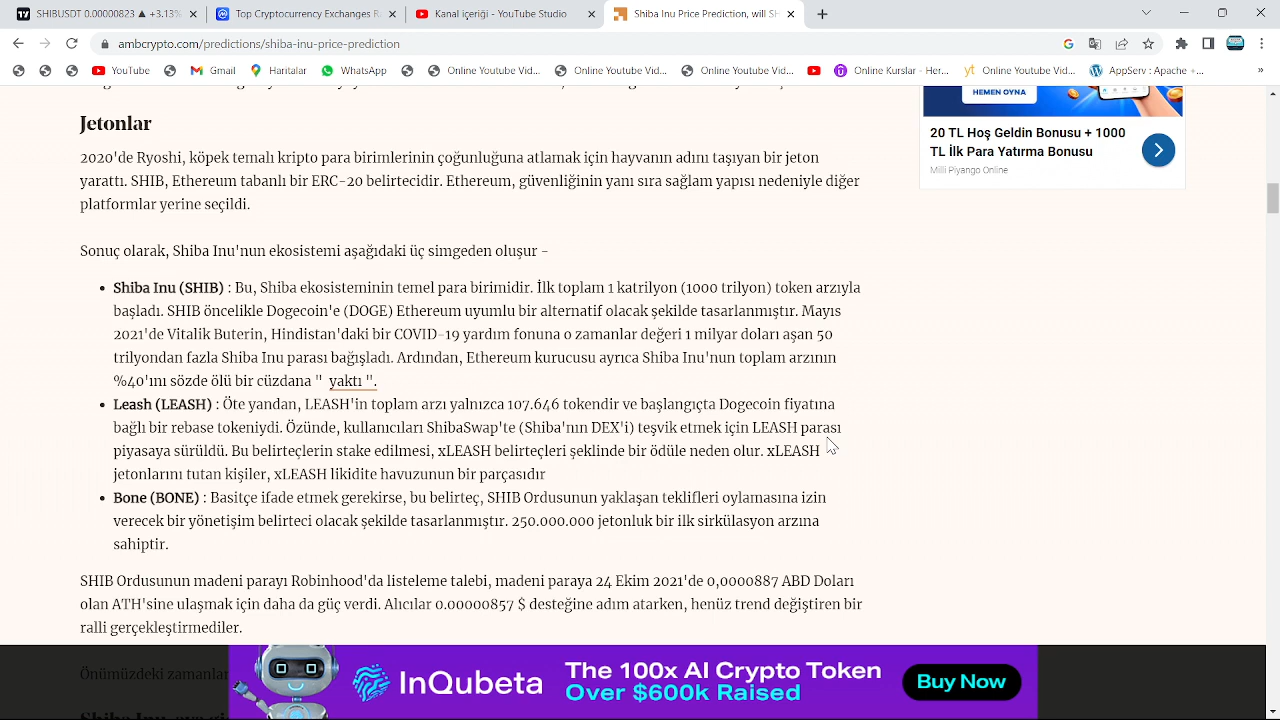 SHIBUSDT 0.00000823 ▲ +3.13%
Top Cryptocurrency Exchanges R
Kanal içeriği - YouTube Studio
Shiba Inu Price Prediction, will SH
ambcrypto.com/predictions/shiba-inu-price-prediction
YouTube
Gmail
Haritalar
WhatsApp
Online Youtube Vid...
Online Youtube Vid...
Online Youtube Vid...
Online Kurslar - Her...
yt Online Youtube Vid...
AppServ : Apache +...
»
Jetonlar
2020'de Ryoshi, köpek temalı kripto para birimlerinin çoğunluğuna atlamak için hayvanın adını taşıyan bir jeton
yarattı. SHIB, Ethereum tabanlı bir ERC-20 belirtecidir. Ethereum, güvenliğinin yanı sıra sağlam yapısı nedeniyle diğer
platformlar yerine seçildi.
Sonuç olarak, Shiba Inu'nun ekosistemi aşağıdaki üç simgeden oluşur -
• Shiba Inu (SHIB) : Bu, Shiba ekosisteminin temel para birimidir. İlk toplam 1 katrilyon (1000 trilyon) token arzıyla
başladı. SHIB öncelikle Dogecoin'e (DOGE) Ethereum uyumlu bir alternatif olacak şekilde tasarlanmıştır. Mayıs
2021'de Vitalik Buterin, Hindistan'daki bir COVID-19 yardım fonuna o zamanlar değeri 1 milyar doları aşan 50
trilyondan fazla Shiba Inu parası bağışladı. Ardından, Ethereum kurucusu ayrıca Shiba Inu'nun toplam arzının
%40'ını sözde ölü bir cüzdana " yaktı ".
• Leash (LEASH) : Öte yandan, LEASH'in toplam arzı yalnızca 107.646 tokendir ve başlangıçta Dogecoin fiyatına
bağlı bir rebase tokeniydi. Özünde, kullanıcıları ShibaSwap'te (Shiba'nın DEX'i) teşvik etmek için LEASH parası
piyasaya sürüldü. Bu belirteçlerin stake edilmesi, xLEASH belirteçleri şeklinde bir ödüle neden olur. xLEASH
jetonlarını tutan kişiler, xLEASH likidite havuzunun bir parçasıdır
• Bone (BONE) : Basitçe ifade etmek gerekirse, bu belirteç, SHIB Ordusunun yaklaşan teklifleri oylamasına izin
verecek bir yönetişim belirteci olacak şekilde tasarlanmıştır. 250.000.000 jetonluk bir ilk sirkülasyon arzına
sahiptir.
SHIB Ordusunun madeni parayı Robinhood'da listeleme talebi, madeni paraya 24 Ekim 2021'de 0,0000887 ABD Doları
olan ATH'sine ulaşmak için daha da güç verdi. Alıcılar 0.00000857 $ desteğine adım atarken, henüz trend değiştiren bir
ralli gerçekleştirmediler.
Önümüzdeki zamanlar
HEMEN OYNA
20 TL Hoş Geldin Bonusu + 1000
TL İlk Para Yatırma Bonusu
Milli Piyango Online
InQubeta
The 100x AI Crypto Token
Over $600k Raised
Buy Now